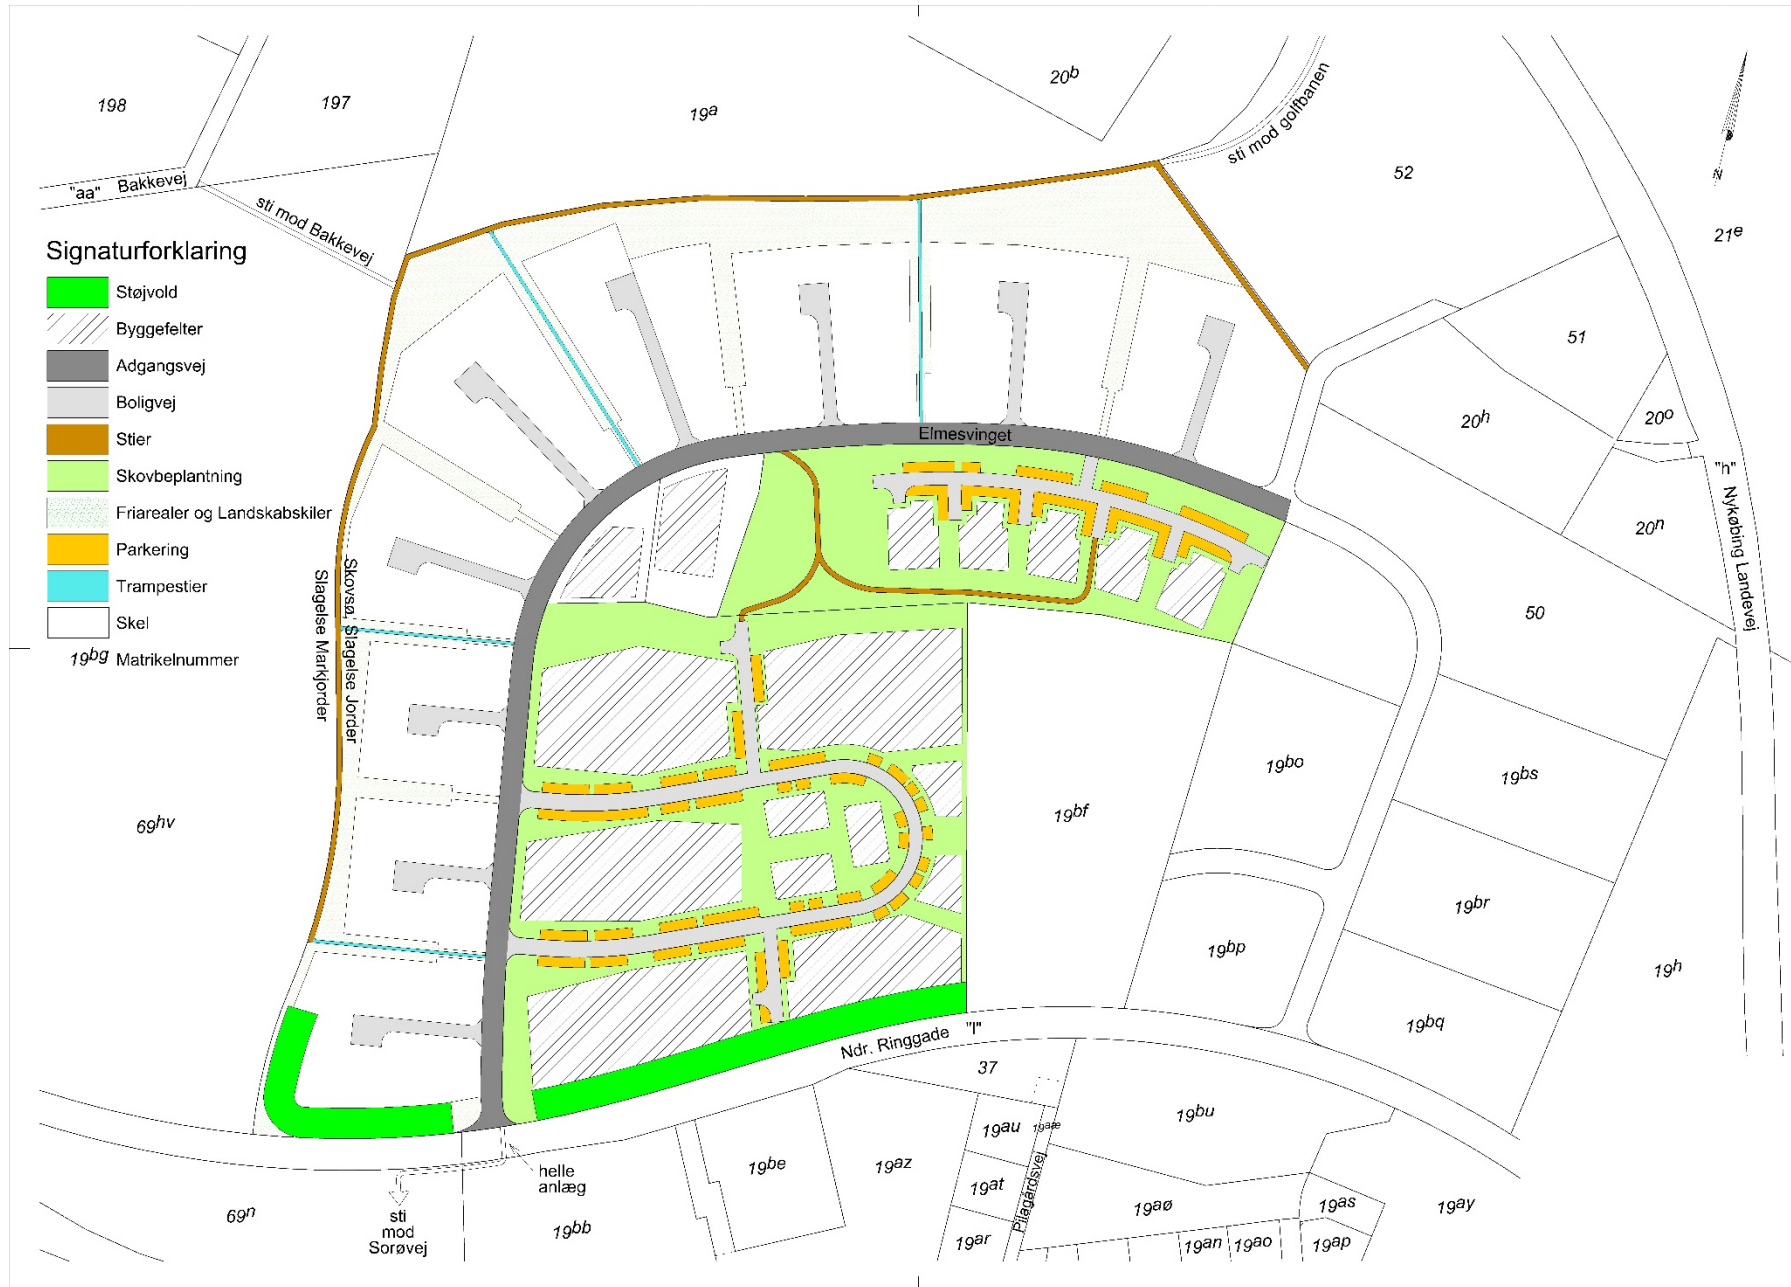 198
197
19a
20b
sti mod golfbanen
52
N
21e
"aa" Bakkevej
sti mod Bakkevej
Signaturforklaring
Støjvold
Byggefelter
Adgangsvej
Boligvej
Stier
Skovbeplantning
Friarealer og Landskabskiler
Parkering
Trampestier
Skel
19bg Matrikelnummer
Elmesvinget
51
20h
20o
"h" Nykøbing Landevej
20n
50
Skovsø, Slagelse Jorder
Slagelse Markjorder
69hv
19bf
19bo
19bs
19br
19bp
19bq
19h
Ndr. Ringgade "l"
37
19au
19aæ
19bu
19be
19az
19at
Pilagårdsvej
19aø
19as
19ay
19ar
19an
19ao
19ap
helle
anlæg
69n
sti
mod
Sorøvej
19bb